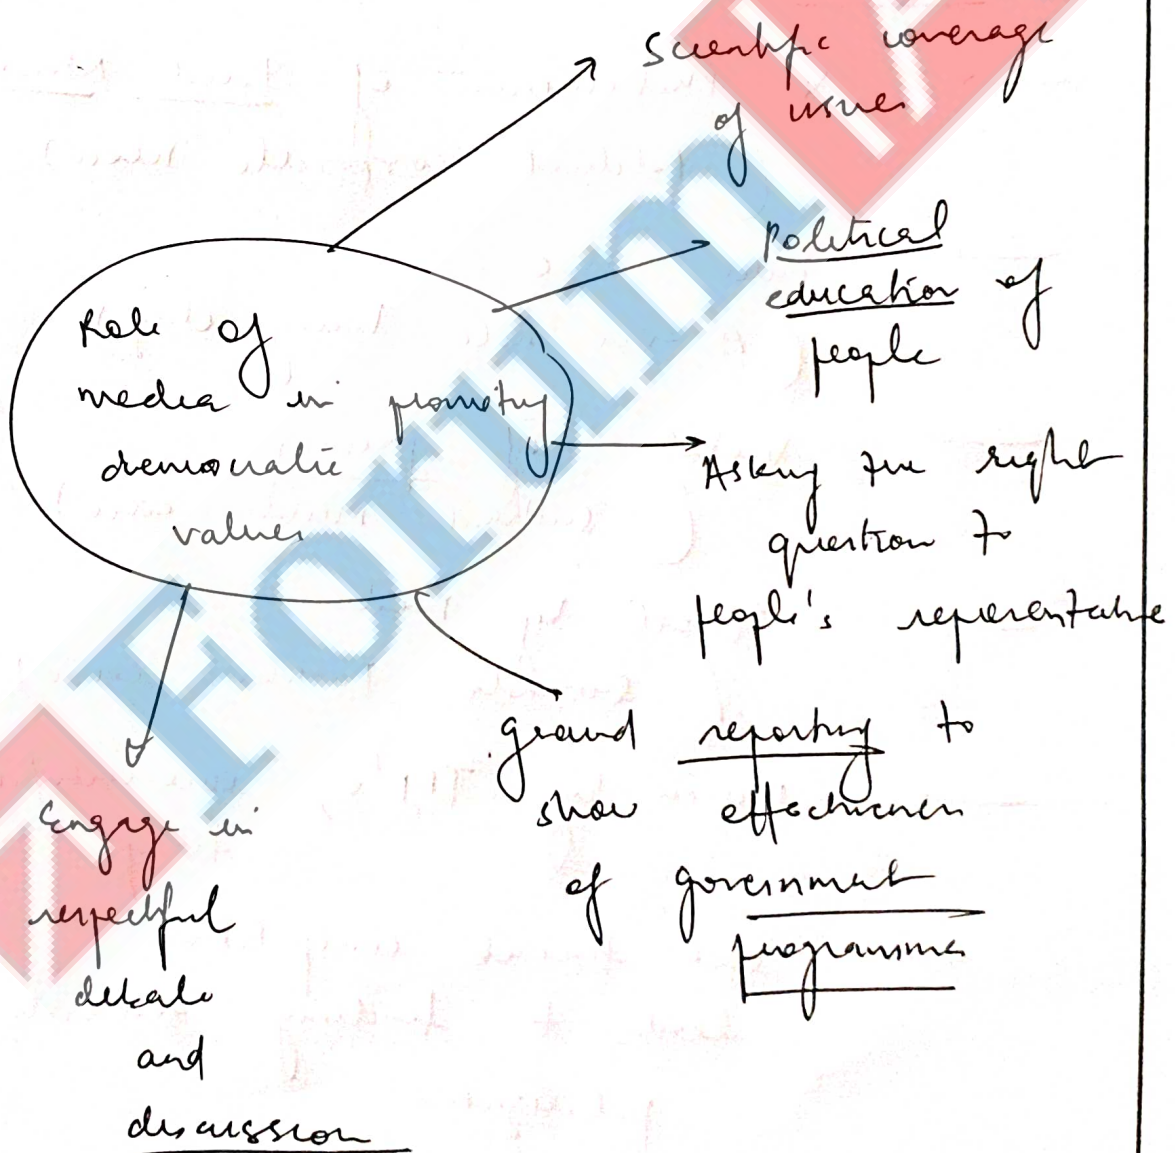 Scientific coverage
of issues
Political
education of
people
Role of
media in promoting
democratic
values
Asking the right
question to
people's representative
ground reporting to
show effectiveness
of government
programmes
Engage in
respectful
debate
and
discussion
Forum